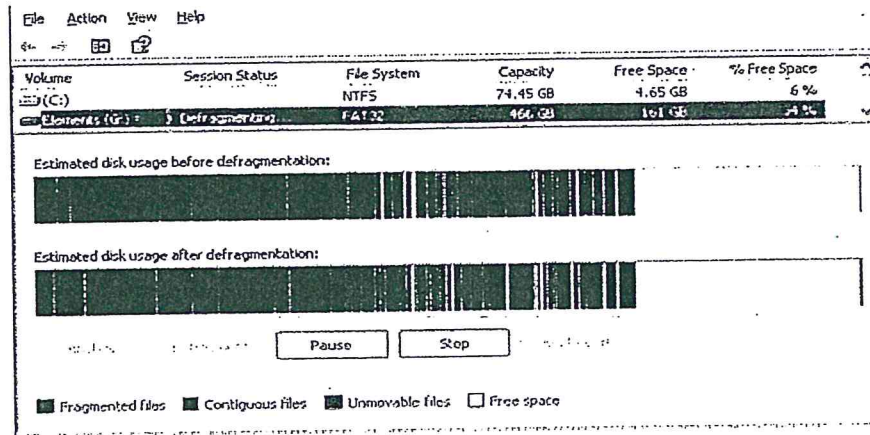 File Action View Help
Volume Session Status File System Capacity Free Space % Free Space
(C:) NTFS 74.45 GB 4.65 GB 6 %
Elements (G:) Defragmenting... FAT32 466 GB 161 GB 34 %
Estimated disk usage before defragmentation:
Estimated disk usage after defragmentation:
Pause Stop
Fragmented files Contiguous files Unmovable files Free space